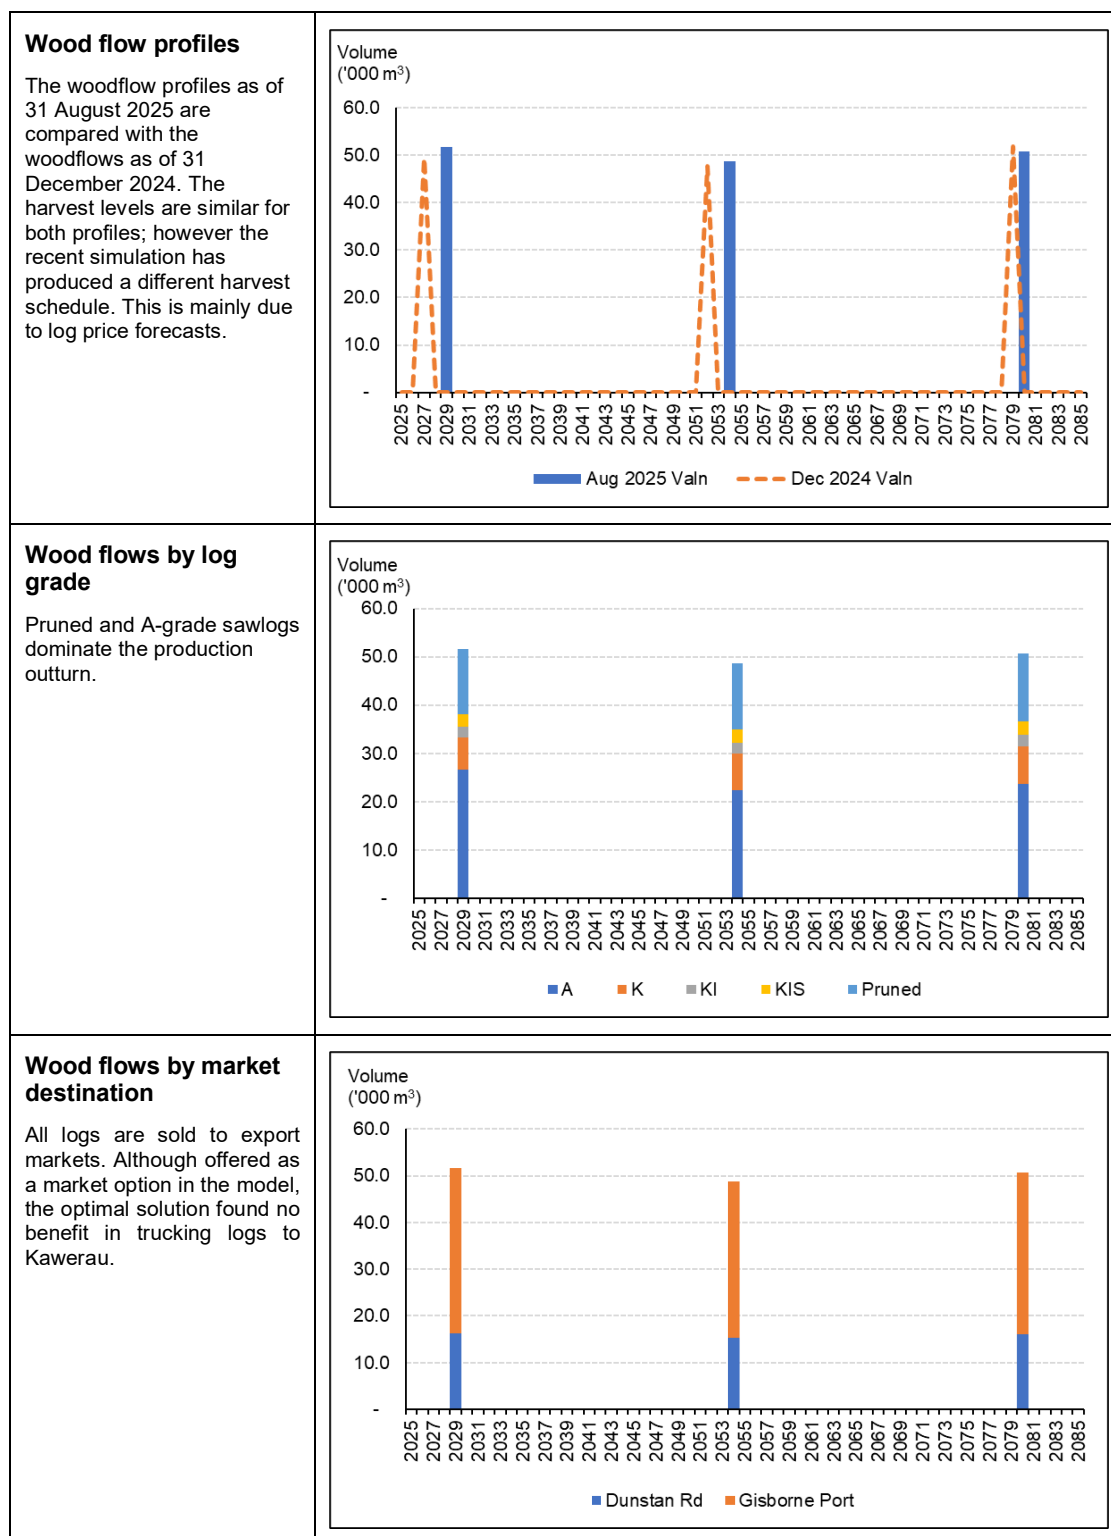 Wood flow profiles
The woodflow profiles as of
31 August 2025 are
compared with the
woodflows as of 31
December 2024. The
harvest levels are similar for
both profiles; however the
recent simulation has
produced a different harvest
schedule. This is mainly due
to log price forecasts.
Volume
('000 m³)
60.0
50.0
40.0
30.0
20.0
10.0
-
2025 2027 2029 2031 2033 2035 2037 2039 2041 2043 2045 2047 2049 2051 2053 2055 2057 2059 2061 2063 2065 2067 2069 2071 2073 2075 2077 2079 2081 2083 2085
Aug 2025 Valn Dec 2024 Valn
Wood flows by log
grade
Pruned and A-grade sawlogs
dominate the production
outturn.
Volume
('000 m³)
60.0
50.0
40.0
30.0
20.0
10.0
-
2025 2027 2029 2031 2033 2035 2037 2039 2041 2043 2045 2047 2049 2051 2053 2055 2057 2059 2061 2063 2065 2067 2069 2071 2073 2075 2077 2079 2081 2083 2085
A K KI KIS Pruned
Wood flows by market
destination
All logs are sold to export
markets. Although offered as
a market option in the model,
the optimal solution found no
benefit in trucking logs to
Kawerau.
Volume
('000 m³)
60.0
50.0
40.0
30.0
20.0
10.0
-
2025 2027 2029 2031 2033 2035 2037 2039 2041 2043 2045 2047 2049 2051 2053 2055 2057 2059 2061 2063 2065 2067 2069 2071 2073 2075 2077 2079 2081 2083 2085
Dunstan Rd Gisborne Port